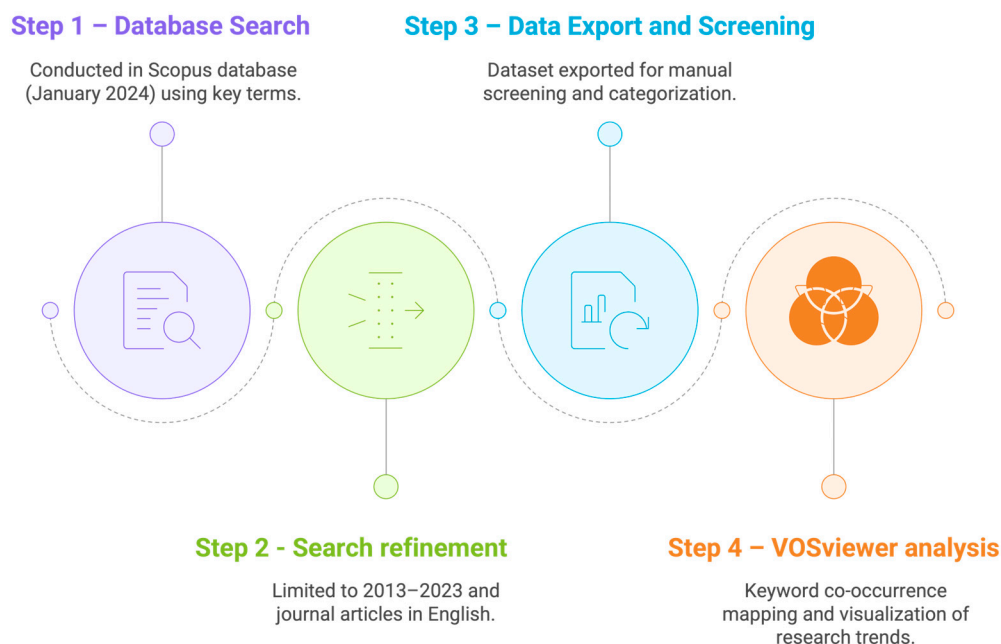 Step 1 – Database Search
Conducted in Scopus database
(January 2024) using key terms.
Step 2 - Search refinement
Limited to 2013–2023 and
journal articles in English.
Step 3 – Data Export and Screening
Dataset exported for manual
screening and categorization.
Step 4 – VOSviewer analysis
Keyword co-occurrence
mapping and visualization of
research trends.